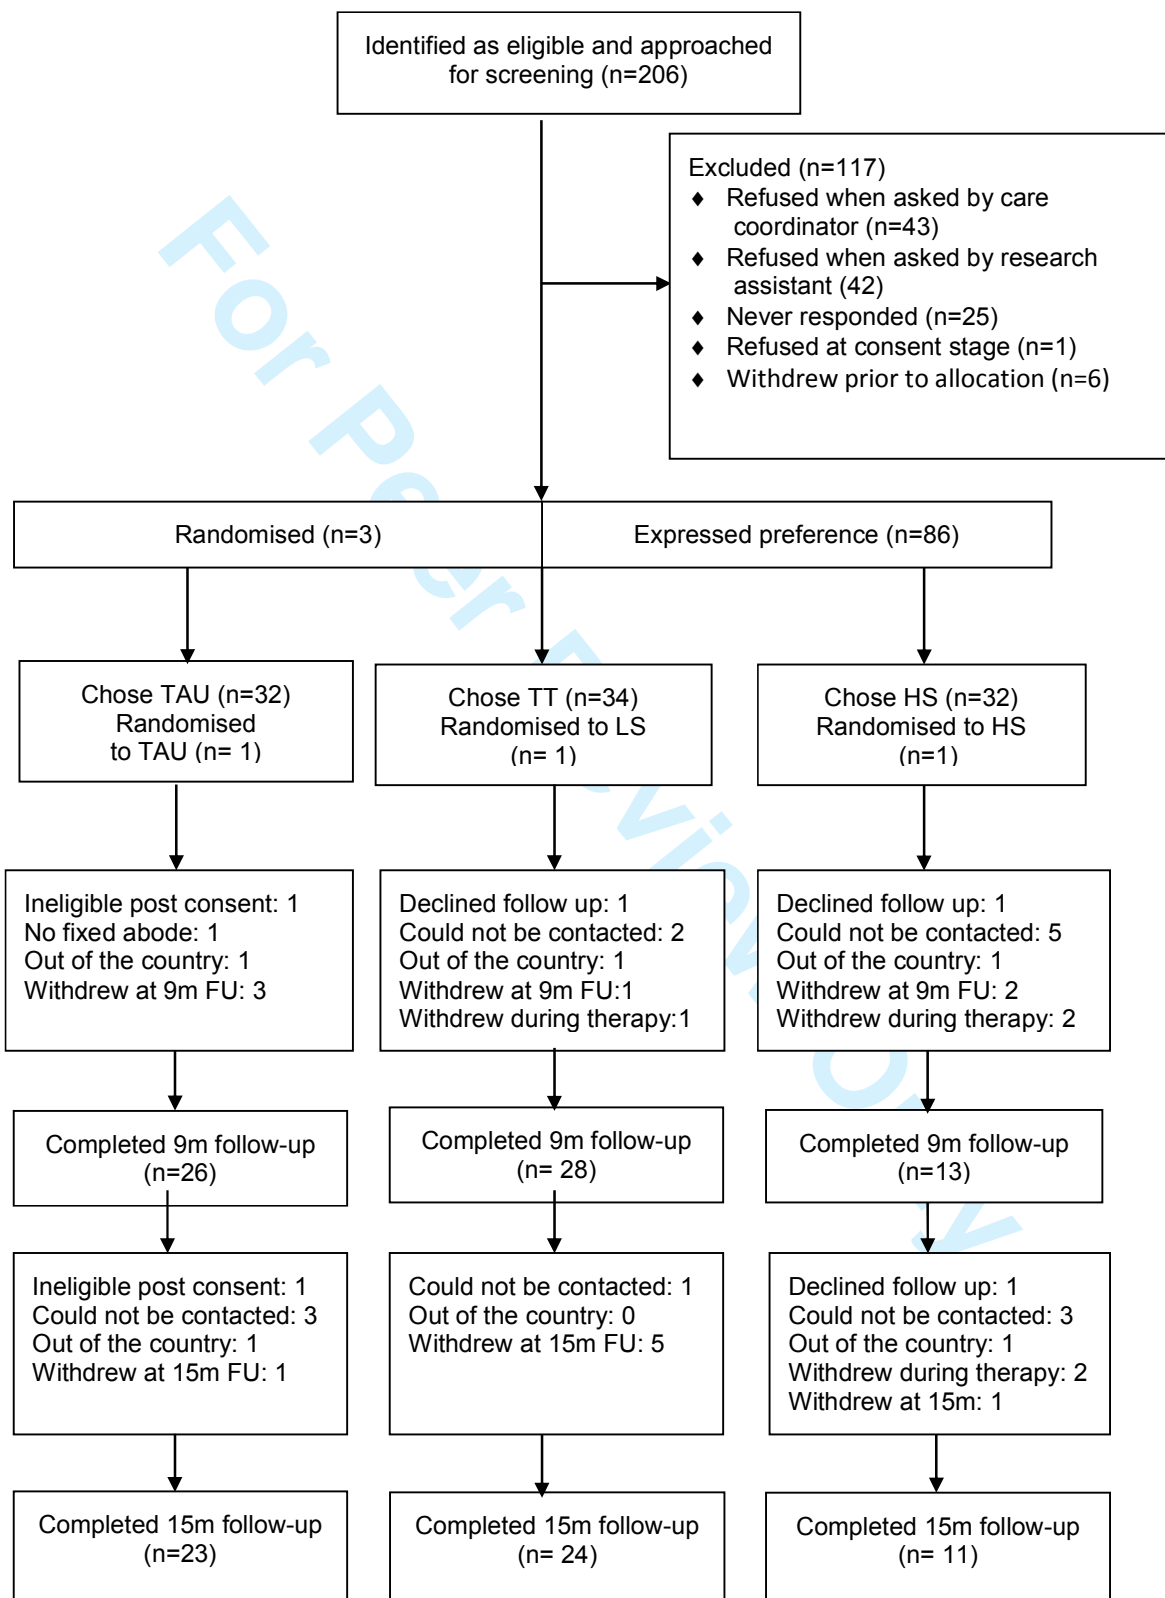 Identified as eligible and approached
for screening (n=206)
Excluded (n=117)
♦ Refused when asked by care
coordinator (n=43)
♦ Refused when asked by research
assistant (42)
♦ Never responded (n=25)
♦ Refused at consent stage (n=1)
♦ Withdrew prior to allocation (n=6)
Randomised (n=3)
Expressed preference (n=86)
Chose TAU (n=32)
Randomised
to TAU (n= 1)
Chose TT (n=34)
Randomised to LS
(n= 1)
Chose HS (n=32)
Randomised to HS
(n=1)
Ineligible post consent: 1
No fixed abode: 1
Out of the country: 1
Withdrew at 9m FU: 3
Declined follow up: 1
Could not be contacted: 2
Out of the country: 1
Withdrew at 9m FU:1
Withdrew during therapy:1
Declined follow up: 1
Could not be contacted: 5
Out of the country: 1
Withdrew at 9m FU: 2
Withdrew during therapy: 2
Completed 9m follow-up
(n=26)
Completed 9m follow-up
(n= 28)
Completed 9m follow-up
(n=13)
Ineligible post consent: 1
Could not be contacted: 3
Out of the country: 1
Withdrew at 15m FU: 1
Could not be contacted: 1
Out of the country: 0
Withdrew at 15m FU: 5
Declined follow up: 1
Could not be contacted: 3
Out of the country: 1
Withdrew during therapy: 2
Withdrew at 15m: 1
Completed 15m follow-up
(n=23)
Completed 15m follow-up
(n= 24)
Completed 15m follow-up
(n= 11)
For Peer Review Only